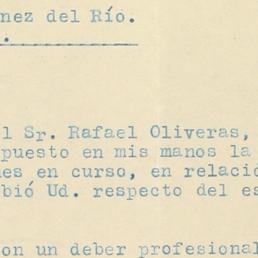 nez del Río.
.
l Sr. Rafael Oliveras,
puesto en mis manos la
es en curso, en relació
bió Ud. respecto del es
on un deber profesional